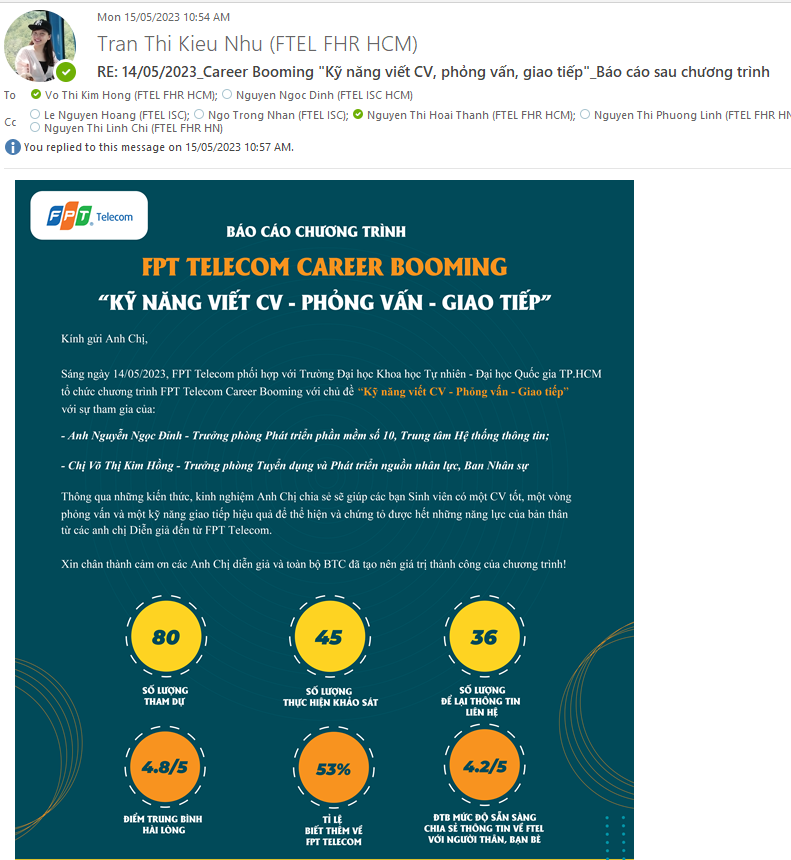 Mon 15/05/2023 10:54 AM
Tran Thi Kieu Nhu (FTEL FHR HCM)
RE: 14/05/2023_Career Booming "Kỹ năng viết CV, phỏng vấn, giao tiếp"_Báo cáo sau chương trình
To Vo Thi Kim Hong (FTEL FHR HCM); Nguyen Ngoc Dinh (FTEL ISC HCM)
Cc Le Nguyen Hoang (FTEL ISC); Ngo Trong Nhan (FTEL ISC); Nguyen Thi Hoai Thanh (FTEL FHR HCM); Nguyen Thi Phuong Linh (FTEL FHR HN
Nguyen Thi Linh Chi (FTEL FHR HN)
You replied to this message on 15/05/2023 10:57 AM.
FPT Telecom
BÁO CÁO CHƯƠNG TRÌNH
FPT TELECOM CAREER BOOMING
“KỸ NĂNG VIẾT CV - PHỎNG VẤN - GIAO TIẾP”
Kính gửi Anh Chị,
Sáng ngày 14/05/2023, FPT Telecom phối hợp với Trường Đại học Khoa học Tự nhiên - Đại học Quốc gia TP.HCM
tổ chức chương trình FPT Telecom Career Booming với chủ đề “Kỹ năng viết CV - Phỏng vấn - Giao tiếp”
với sự tham gia của:
- Anh Nguyễn Ngọc Đĩnh - Trưởng phòng Phát triển phần mềm số 10, Trung tâm Hệ thống thông tin;
- Chị Võ Thị Kim Hồng - Trưởng phòng Tuyển dụng và Phát triển nguồn nhân lực, Ban Nhân sự
Thông qua những kiến thức, kinh nghiệm Anh Chị chia sẻ sẽ giúp các bạn Sinh viên có một CV tốt, một vòng
phỏng vấn và một kỹ năng giao tiếp hiệu quả để thể hiện và chứng tỏ được hết những năng lực của bản thân
từ các anh chị Diễn giả đến từ FPT Telecom.
Xin chân thành cảm ơn các Anh Chị diễn giả và toàn bộ BTC đã tạo nên giá trị thành công của chương trình!
80
45
36
SỐ LƯỢNG
THAM DỰ
SỐ LƯỢNG
THỰC HIỆN KHẢO SÁT
SỐ LƯỢNG
ĐỂ LẠI THÔNG TIN
LIÊN HỆ
4.8/5
53%
4.2/5
ĐIỂM TRUNG BÌNH
HÀI LÒNG
TỈ LỆ
BIẾT THÊM VỀ
FPT TELECOM
ĐTB MỨC ĐỘ SẴN SÀNG
CHIA SẺ THÔNG TIN VỀ FTEL
VỚI NGƯỜI THÂN, BẠN BÈ